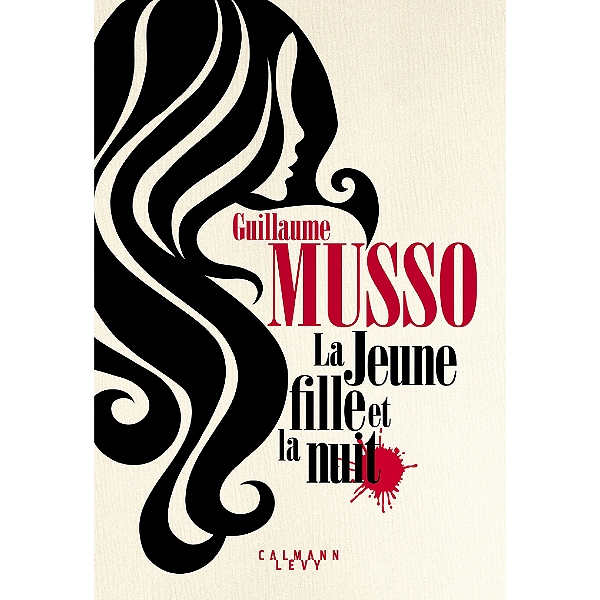 Guillaume
MUSSO
La Jeune
fille et
la nuit
CALMANN
LEVY